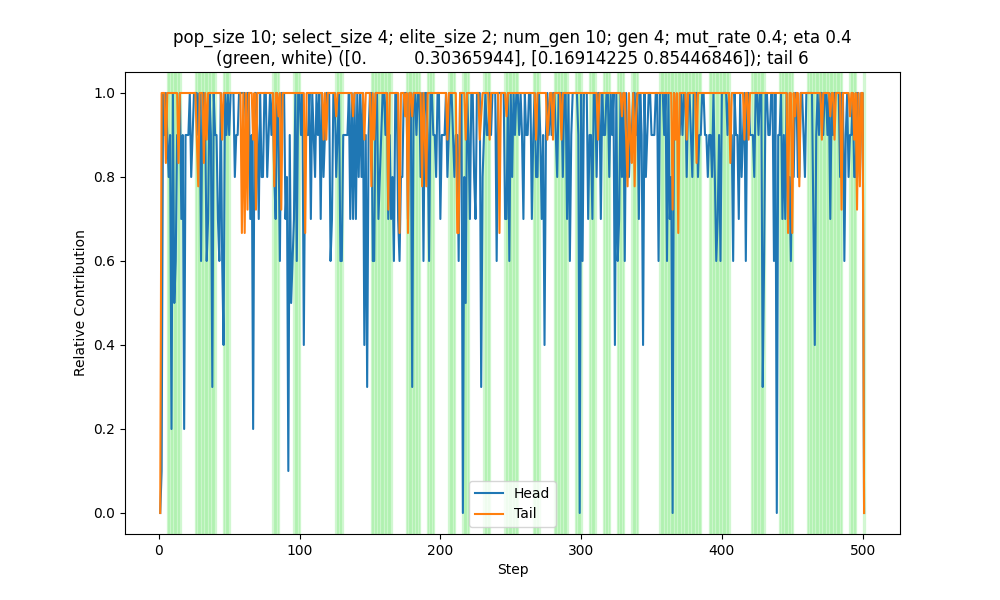 pop_size 10; select_size 4; elite_size 2; num_gen 10; gen 4; mut_rate 0.4; eta 0.4
(green, white) ([0.         0.30365944], [0.16914225 0.85446846]); tail 6
1.0
0.8
0.6
0.4
0.2
0.0
Relative Contribution
Head
Tail
0
100
200
300
400
500
Step